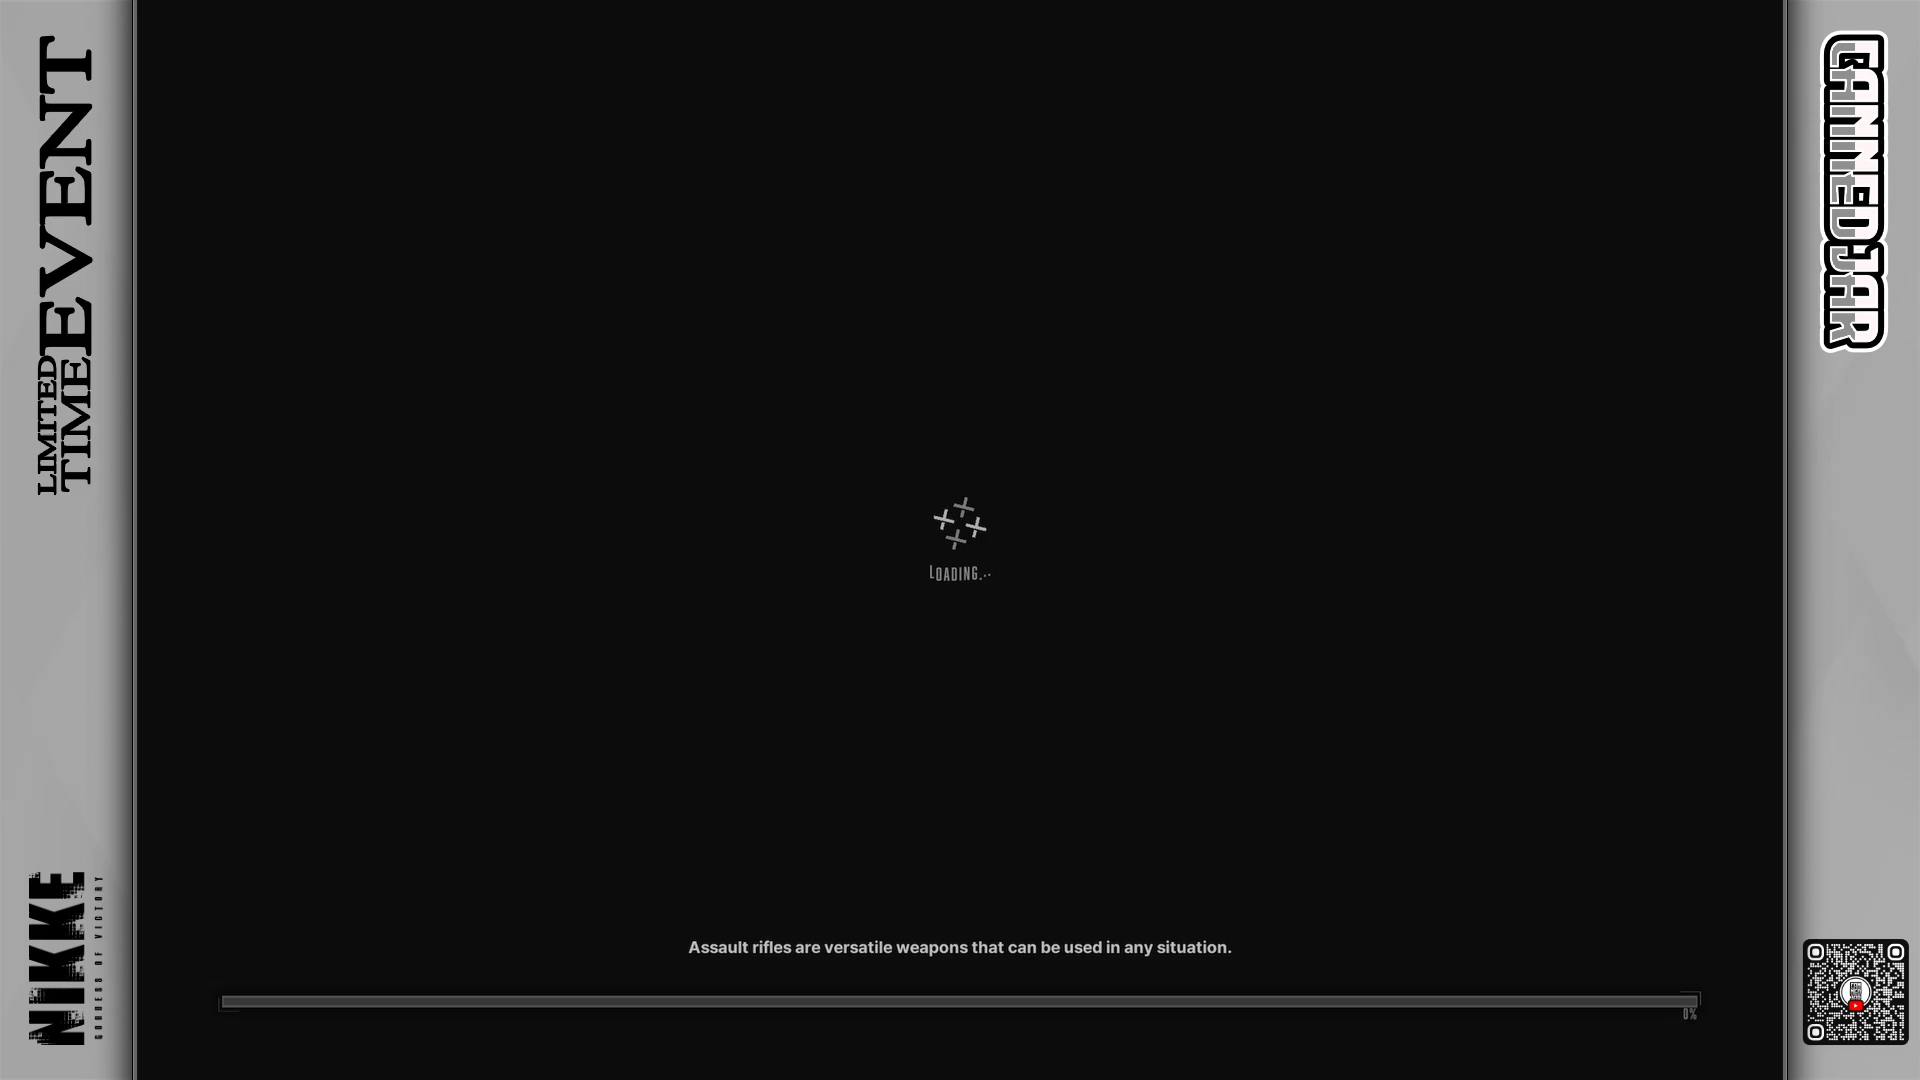 LIMITED
TIME
EVENT
NIKKE
GODDESS OF VICTORY
LOADING...
Assault rifles are versatile weapons that can be used in any situation.
0%
CANNEDJAR